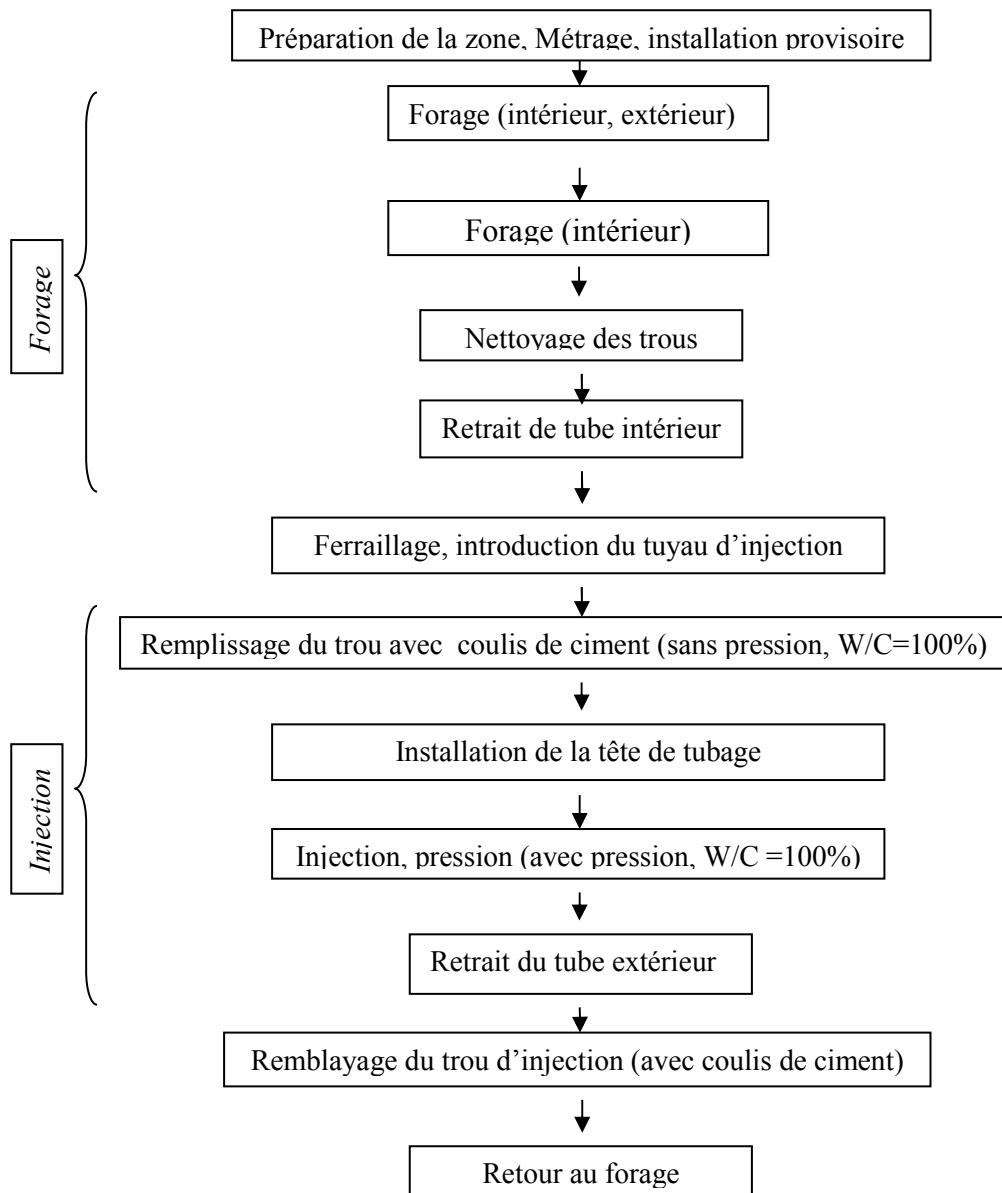 Préparation de la zone, Métrage, installation provisoire
Forage (intérieur, extérieur)
Forage (intérieur)
Forage
Nettoyage des trous
Retrait de tube intérieur
Ferraillage, introduction du tuyau d’injection
Remplissage du trou avec coulis de ciment (sans pression, W/C=100%)
Installation de la tête de tubage
Injection
Injection, pression (avec pression, W/C =100%)
Retrait du tube extérieur
Remblayage du trou d’injection (avec coulis de ciment)
Retour au forage